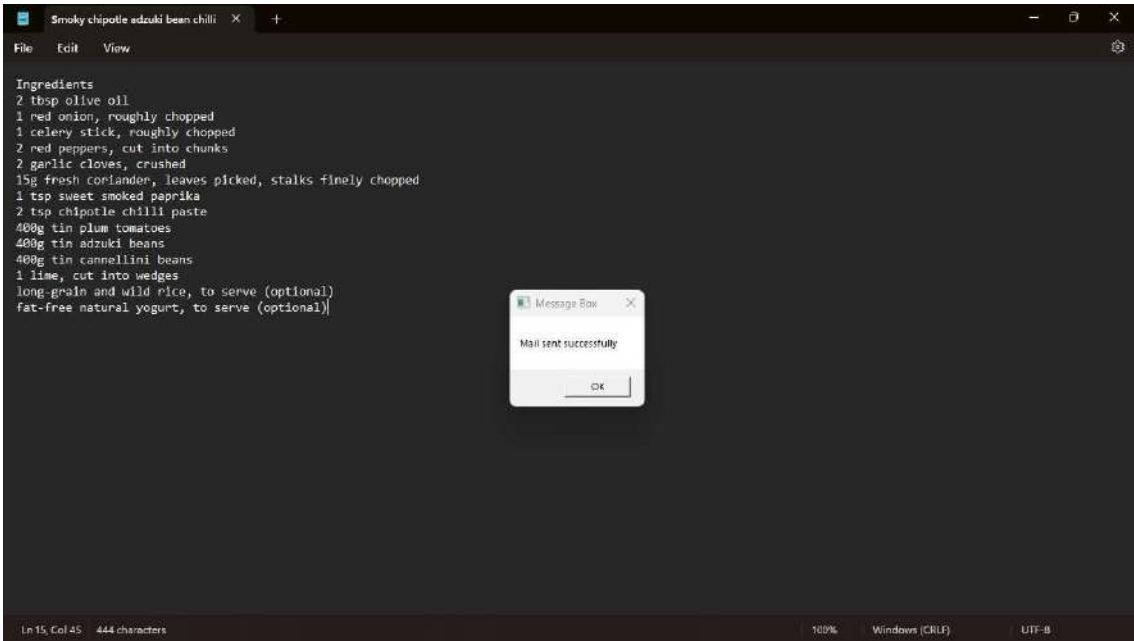 Smoky chipotle adzuki bean chilli
File Edit View
Ingredients
2 tbsp olive oil
1 red onion, roughly chopped
1 celery stick, roughly chopped
2 red peppers, cut into chunks
2 garlic cloves, crushed
15g fresh coriander, leaves picked, stalks finely chopped
1 tsp sweet smoked paprika
2 tsp chipotle chilli paste
400g tin plum tomatoes
400g tin adzuki beans
400g tin cannellini beans
1 lime, cut into wedges
long-grain and wild rice, to serve (optional)
fat-free natural yogurt, to serve (optional)
Message Box
Mail sent successfully
OK
Ln 15, Col 45 444 characters 100% Windows (CRLF) UTF-8